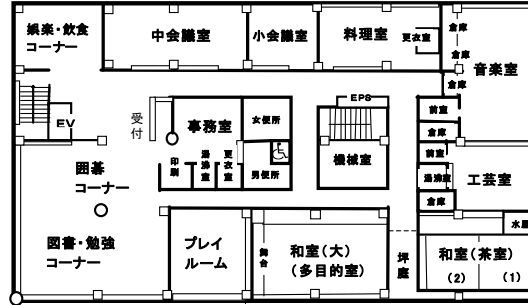 娯楽・飲食
コーナー
中会議室
小会議室
料理室
更衣室
倉庫
倉庫
音楽室
倉庫
EV
受付
事務室
女便所
EPS
前室
倉庫
印刷
湯沸室
更衣室
機械室
前室
囲碁
コーナー
男便所
湯沸室
工芸室
倉庫
図書・勉強
コーナー
プレイ
ルーム
舞台
和室(大)
(多目的室)
坪庭
水屋
和室(茶室)
(2)
(1)